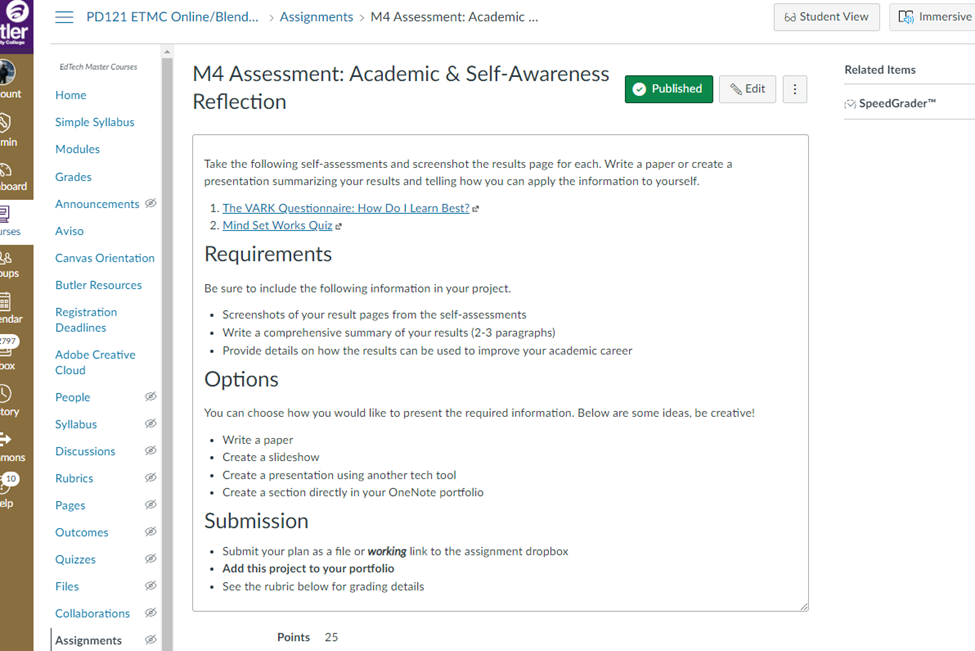 tler
ty College
PD121 ETMC Online/Blend... > Assignments > M4 Assessment: Academic ...
Student View
Immersive
ount
min
board
urses
oups
endar
2797
box
tory
mons
10
elp
EdTech Master Courses
Home
Simple Syllabus
Modules
Grades
Announcements
Aviso
Canvas Orientation
Butler Resources
Registration
Deadlines
Adobe Creative
Cloud
People
Syllabus
Discussions
Rubrics
Pages
Outcomes
Quizzes
Files
Collaborations
Assignments
M4 Assessment: Academic & Self-Awareness
Reflection
Published
Edit
Take the following self-assessments and screenshot the results page for each. Write a paper or create a
presentation summarizing your results and telling how you can apply the information to yourself.
1. The VARK Questionnaire: How Do I Learn Best?
2. Mind Set Works Quiz
Requirements
Be sure to include the following information in your project.
• Screenshots of your result pages from the self-assessments
• Write a comprehensive summary of your results (2-3 paragraphs)
• Provide details on how the results can be used to improve your academic career
Options
You can choose how you would like to present the required information. Below are some ideas, be creative!
• Write a paper
• Create a slideshow
• Create a presentation using another tech tool
• Create a section directly in your OneNote portfolio
Submission
• Submit your plan as a file or working link to the assignment dropbox
• Add this project to your portfolio
• See the rubric below for grading details
Points 25
Related Items
SpeedGrader™